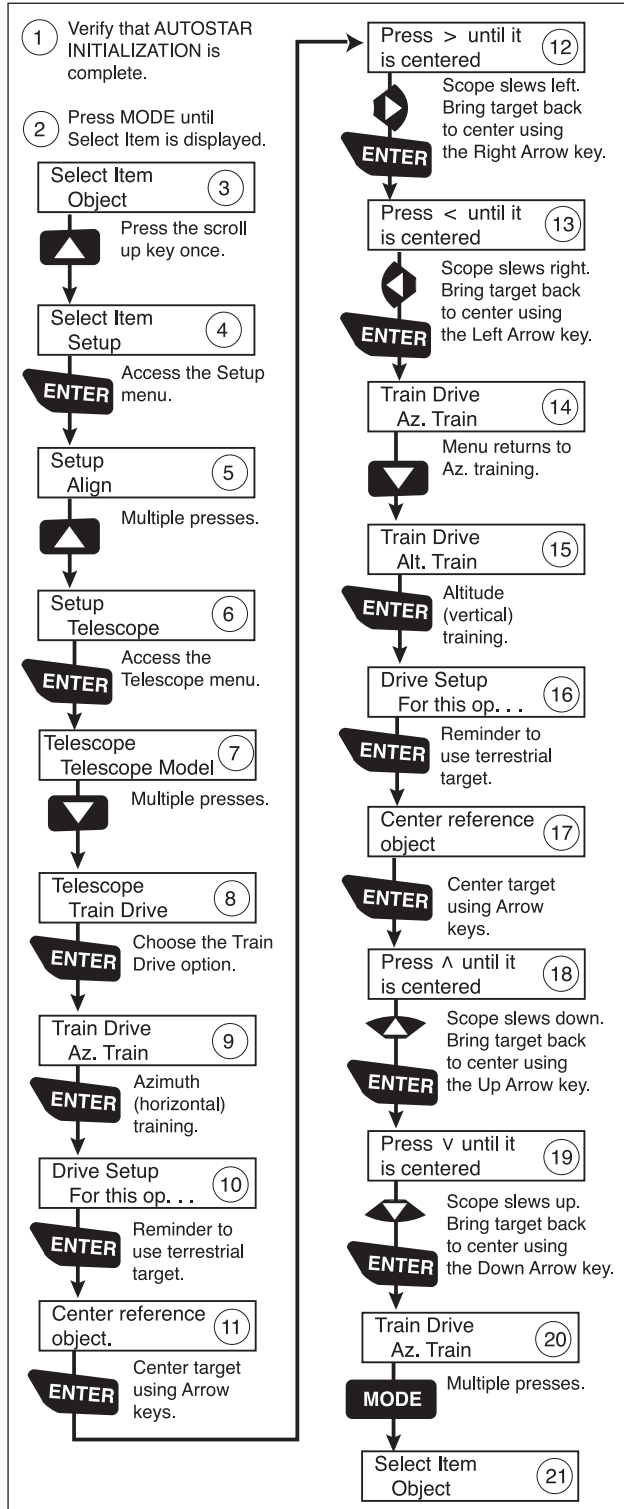 1 Verify that AUTOSTAR
INITIALIZATION is
complete.
2 Press MODE until
Select Item is displayed.
Select Item
Object
3
Press the scroll
up key once.
Select Item
Setup
4
ENTER
Access the Setup
menu.
Setup
Align
5
Multiple presses.
Setup
Telescope
6
ENTER
Access the
Telescope menu.
Telescope
Telescope Model
7
Multiple presses.
Telescope
Train Drive
8
ENTER
Choose the Train
Drive option.
Train Drive
Az. Train
9
ENTER
Azimuth
(horizontal)
training.
Drive Setup
For this op. . .
10
ENTER
Reminder to
use terrestrial
target.
Center reference
object.
11
ENTER
Center target
using Arrow
keys.
Press > until it
is centered
12
Scope slews left.
Bring target back
to center using
the Right Arrow key.
ENTER
Press < until it
is centered
13
Scope slews right.
Bring target back
to center using
the Left Arrow key.
ENTER
Train Drive
Az. Train
14
Menu returns to
Az. training.
Train Drive
Alt. Train
15
ENTER
Altitude
(vertical)
training.
Drive Setup
For this op. . .
16
ENTER
Reminder to
use terrestrial
target.
Center reference
object
17
ENTER
Center target
using Arrow
keys.
Press ∧ until it
is centered
18
Scope slews down.
Bring target back
to center using
the Up Arrow key.
ENTER
Press ∨ until it
is centered
19
Scope slews up.
Bring target back
to center using
the Down Arrow key.
ENTER
Train Drive
Az. Train
20
MODE
Multiple presses.
Select Item
Object
21